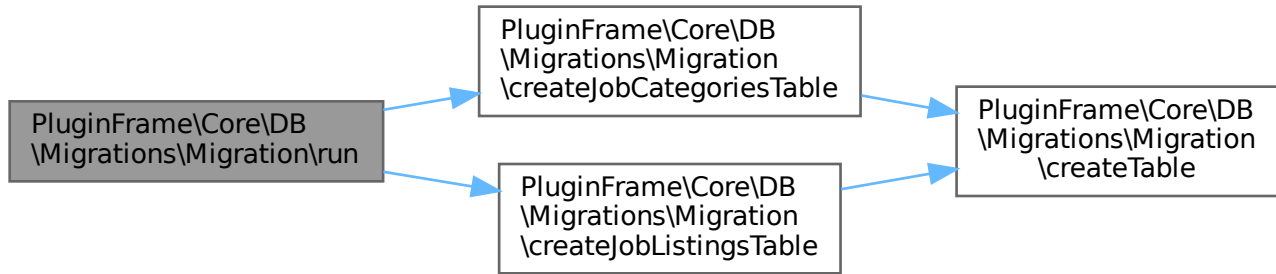 PluginFrame\Core\DB
\Migrations\Migration\run
PluginFrame\Core\DB
\Migrations\Migration
\createJobCategoriesTable
PluginFrame\Core\DB
\Migrations\Migration
\createJobListingsTable
PluginFrame\Core\DB
\Migrations\Migration
\createTable